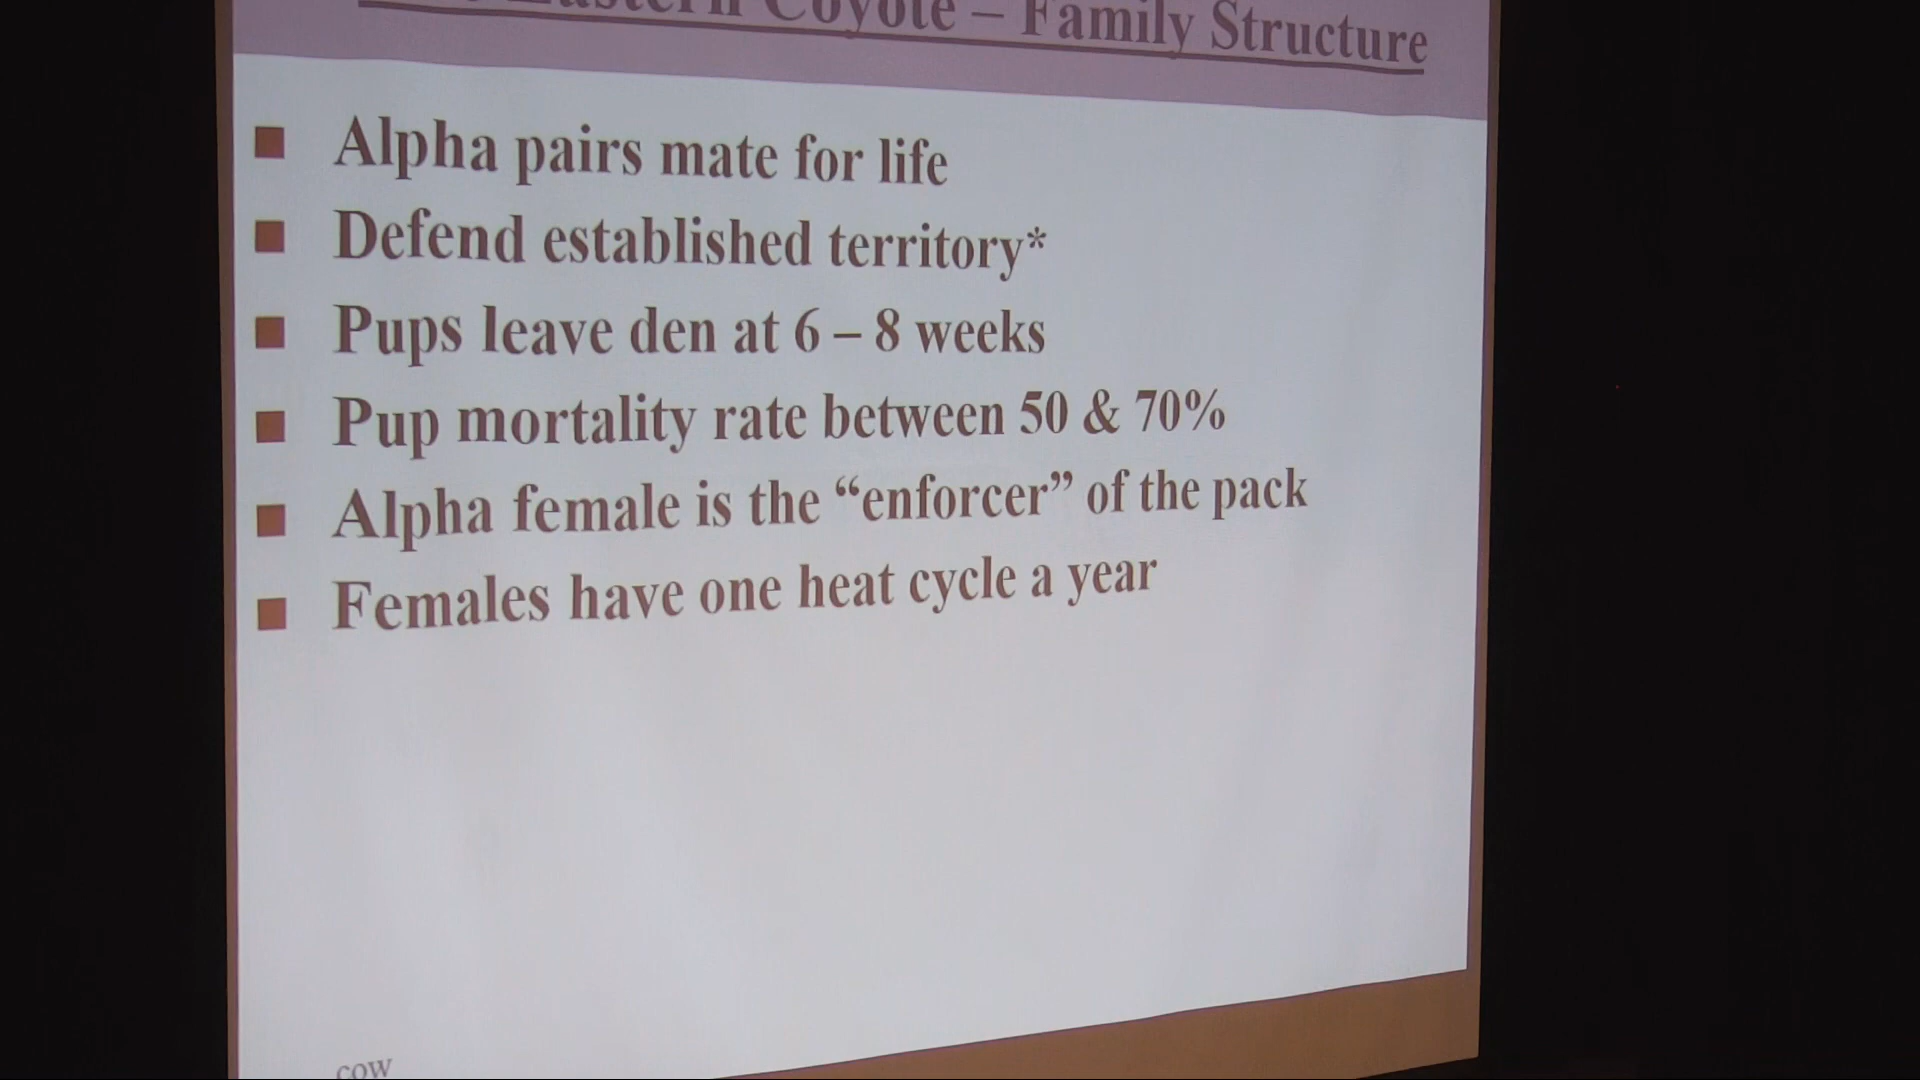 Eastern Coyote – Family Structure
■ Alpha pairs mate for life
■ Defend established territory*
■ Pups leave den at 6 – 8 weeks
■ Pup mortality rate between 50 & 70%
■ Alpha female is the “enforcer” of the pack
■ Females have one heat cycle a year
cow